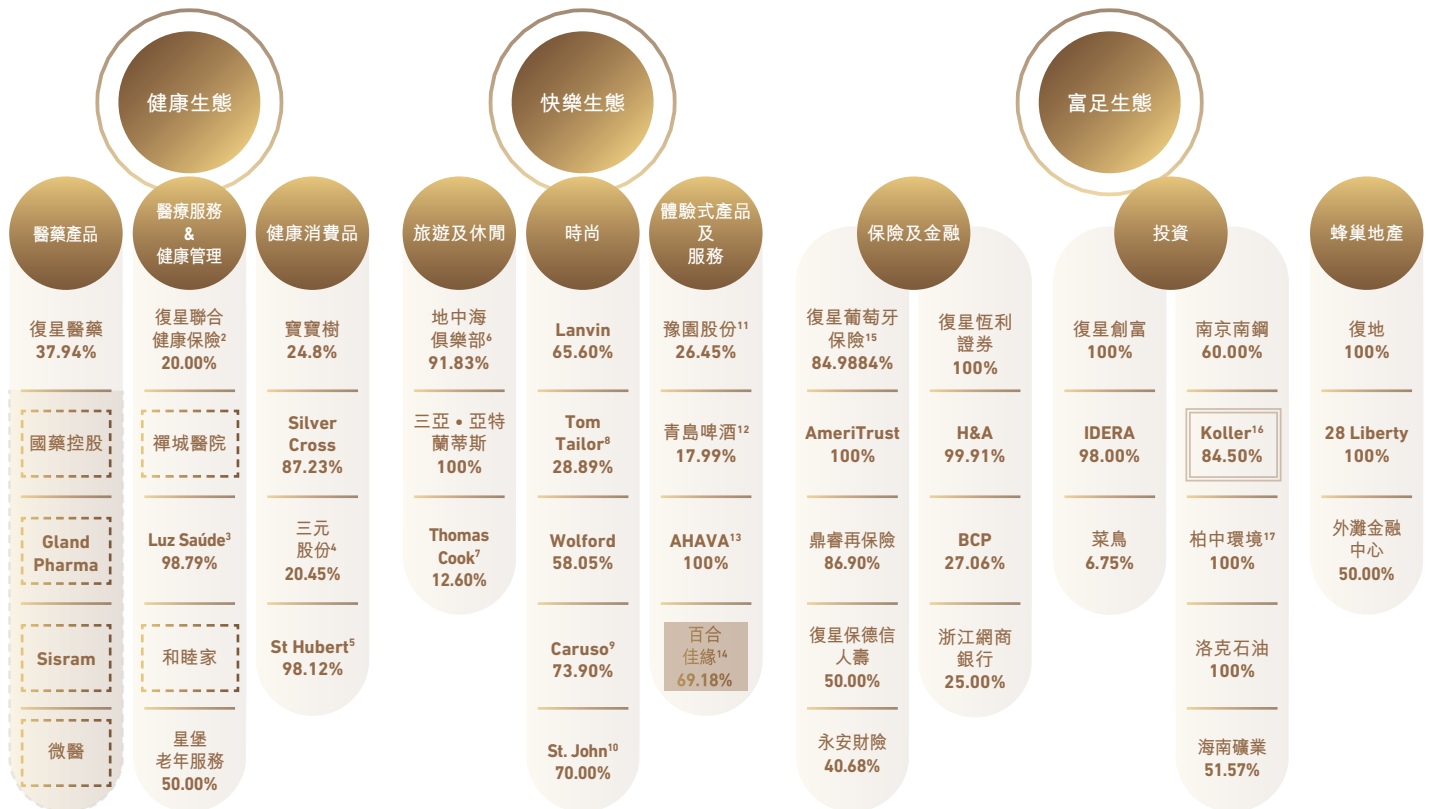 健康生態
醫藥產品
復星醫藥
37.94%
國藥控股
Gland
Pharma
Sisram
微醫
醫療服務
&
健康管理
復星聯合
健康保險²
20.00%
禪城醫院
Luz Saúde³
98.79%
和睦家
星堡
老年服務
50.00%
健康消費品
寶寶樹
24.8%
Silver
Cross
87.23%
三元
股份⁴
20.45%
St Hubert⁵
98.12%
快樂生態
旅遊及休閒
地中海
俱樂部⁶
91.83%
三亞 • 亞特
蘭蒂斯
100%
Thomas
Cook⁷
12.60%
時尚
Lanvin
65.60%
Tom
Tailor⁸
28.89%
Wolford
58.05%
Caruso⁹
73.90%
St. John¹⁰
70.00%
體驗式產品
及
服務
豫園股份¹¹
26.45%
青島啤酒¹²
17.99%
AHAVA¹³
100%
百合
佳緣¹⁴
69.18%
富足生態
保險及金融
復星葡萄牙
保險¹⁵
84.9884%
AmeriTrust
100%
鼎睿再保險
86.90%
復星保德信
人壽
50.00%
永安財險
40.68%
復星恆利
證券
100%
H&A
99.91%
BCP
27.06%
浙江網商
銀行
25.00%
投資
復星創富
100%
IDERA
98.00%
菜鳥
6.75%
南京南鋼
60.00%
Koller¹⁶
84.50%
柏中環境¹⁷
100%
洛克石油
100%
海南礦業
51.57%
蜂巢地產
復地
100%
28 Liberty
100%
外灘金融
中心
50.00%